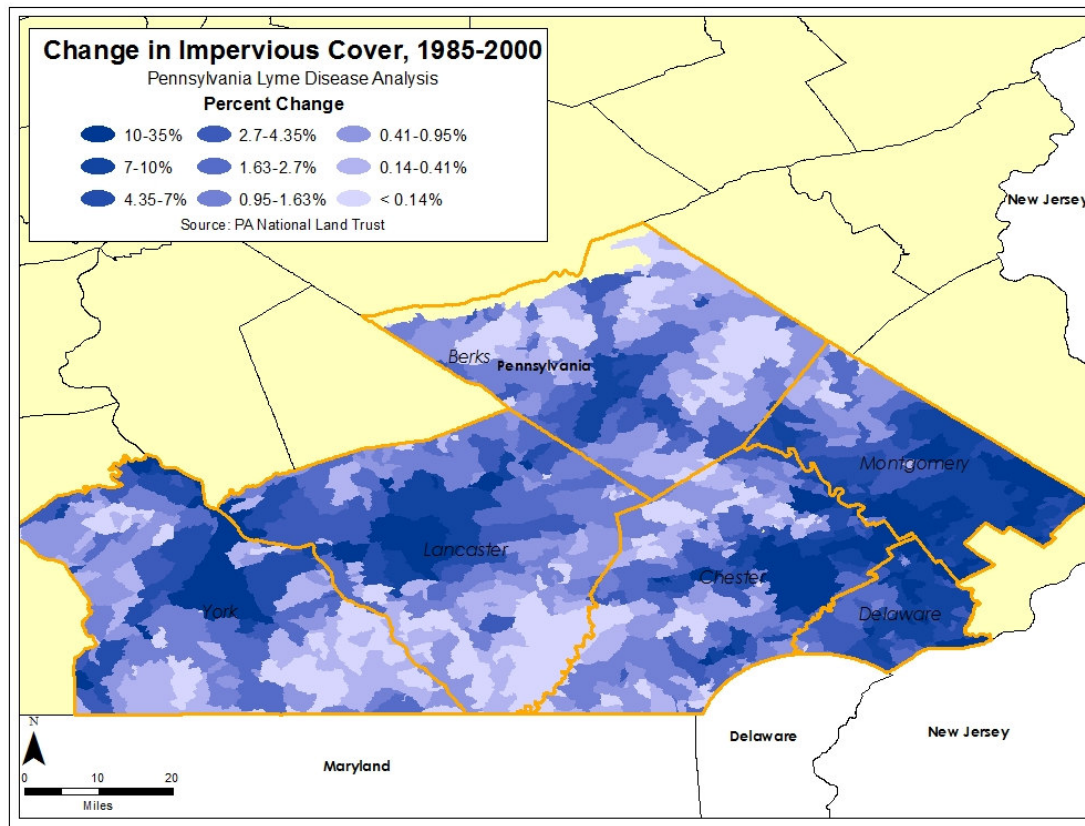 Change in Impervious Cover, 1985-2000
Pennsylvania Lyme Disease Analysis
Percent Change
10-35% 2.7-4.35% 0.41-0.95%
7-10% 1.63-2.7% 0.14-0.41%
4.35-7% 0.95-1.63% < 0.14%
Source: PA National Land Trust
New Jersey
Berks
Pennsylvania
Montgomery
Lancaster
Chester
York
Delaware
N
Delaware
New Jersey
Maryland
0 10 20
Miles